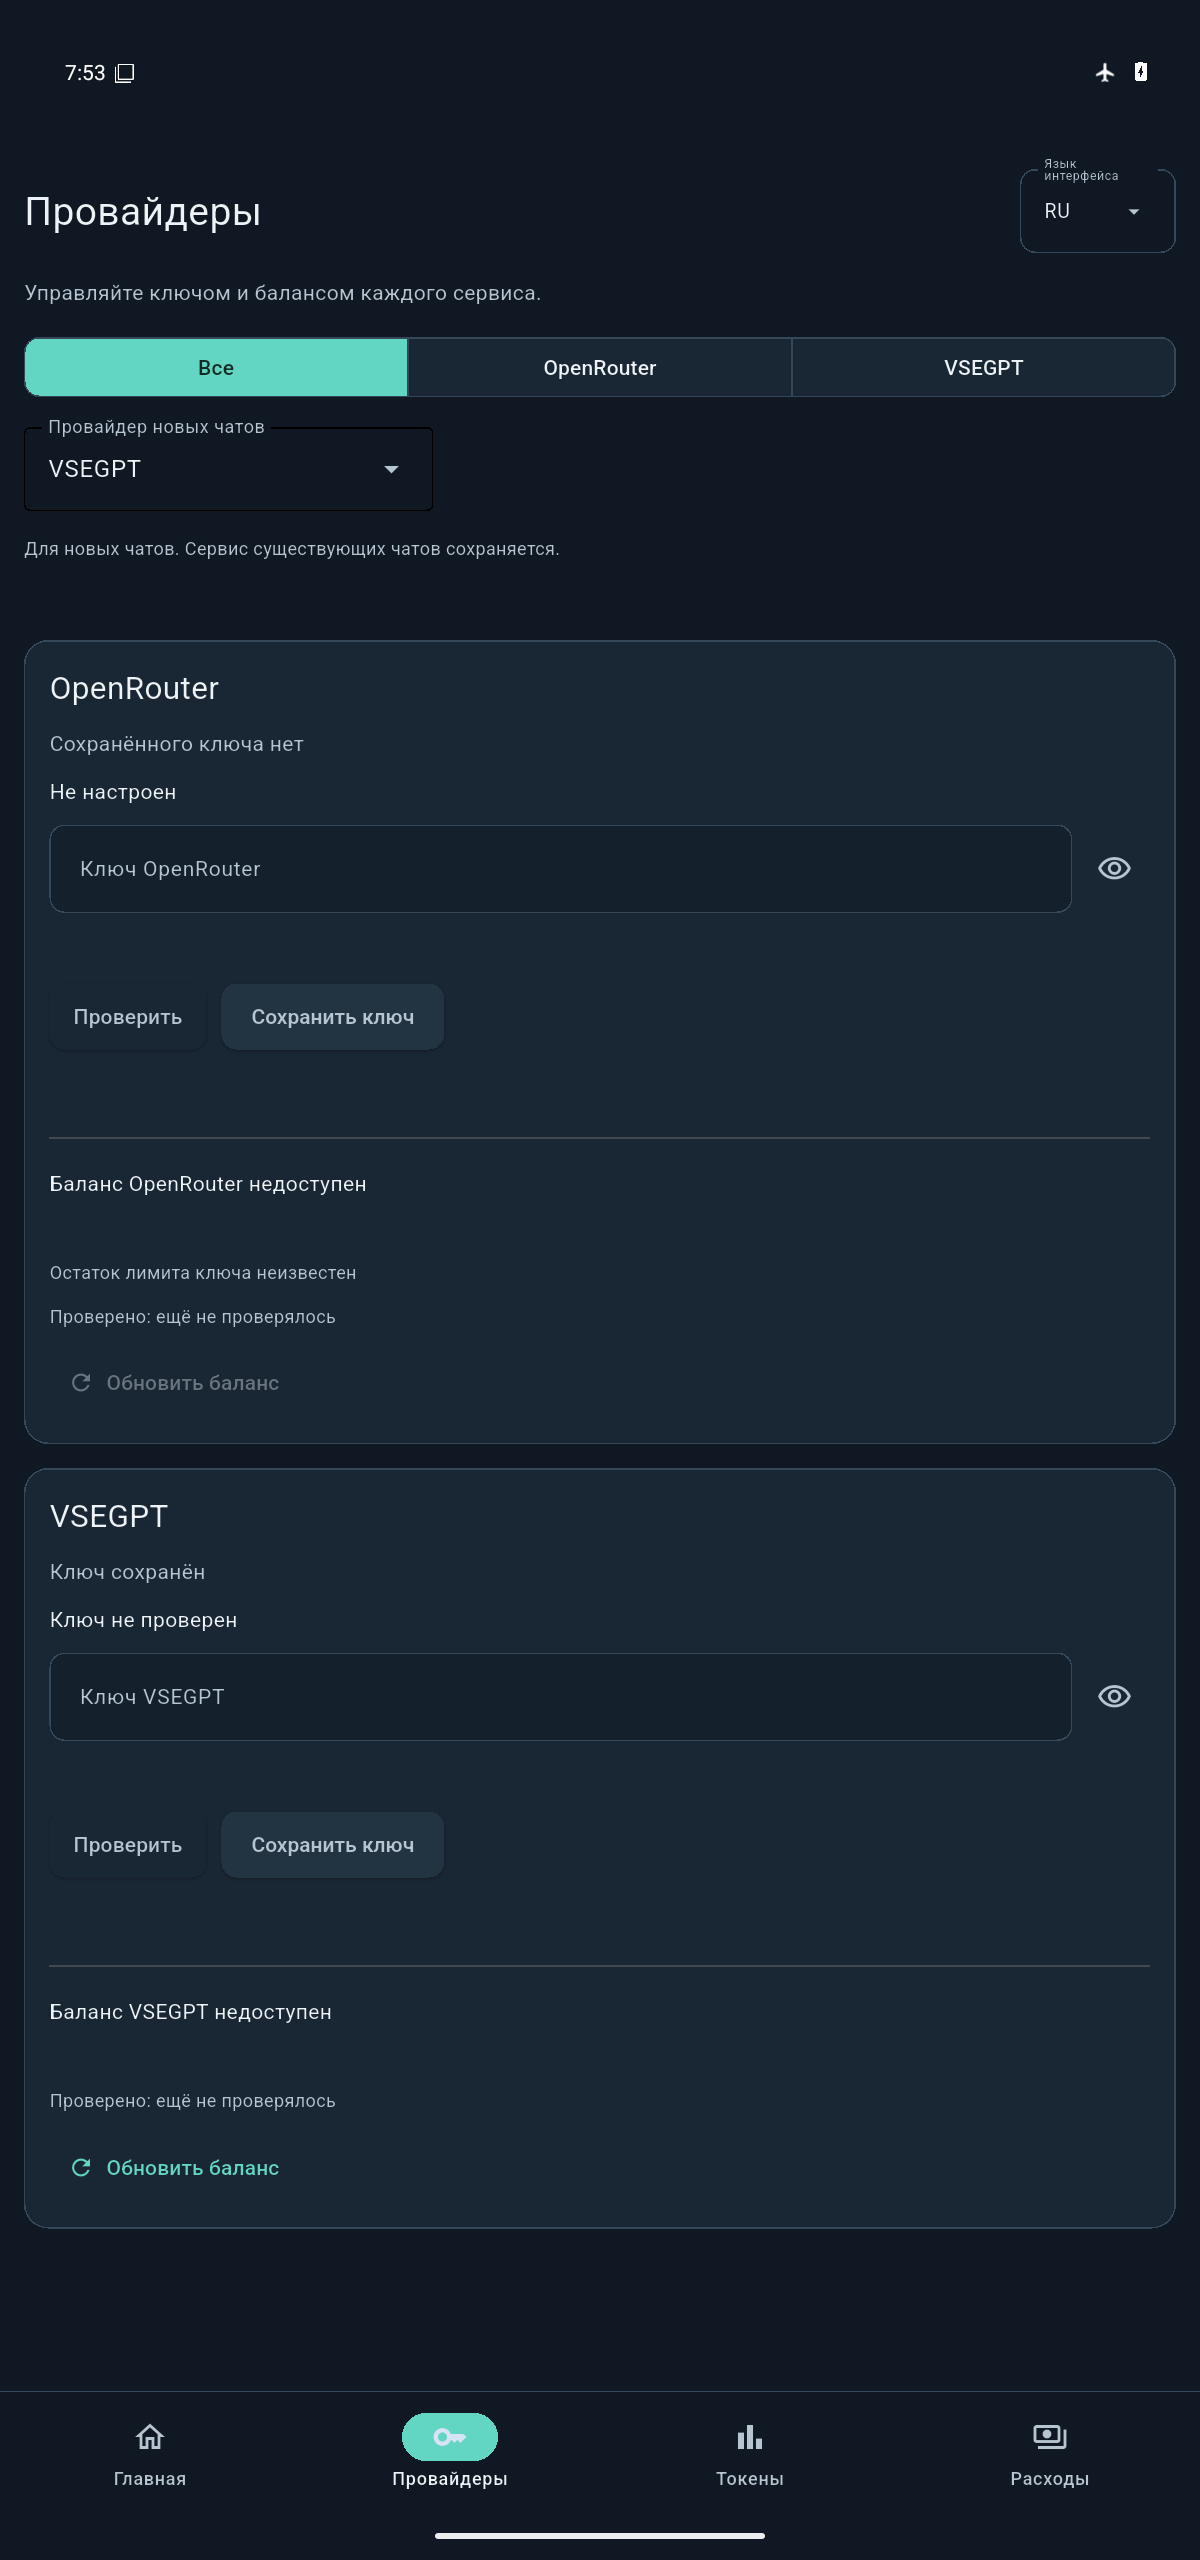 7:53
Язык
интерфейса
Провайдеры
RU
Управляйте ключом и балансом каждого сервиса.
Все
OpenRouter
VSEGPT
Провайдер новых чатов
VSEGPT
Для новых чатов. Сервис существующих чатов сохраняется.
OpenRouter
Сохранённого ключа нет
Не настроен
Ключ OpenRouter
Проверить
Сохранить ключ
Баланс OpenRouter недоступен
Остаток лимита ключа неизвестен
Проверено: ещё не проверялось
Обновить баланс
VSEGPT
Ключ сохранён
Ключ не проверен
Ключ VSEGPT
Проверить
Сохранить ключ
Баланс VSEGPT недоступен
Проверено: ещё не проверялось
Обновить баланс
Главная
Провайдеры
Токены
Расходы